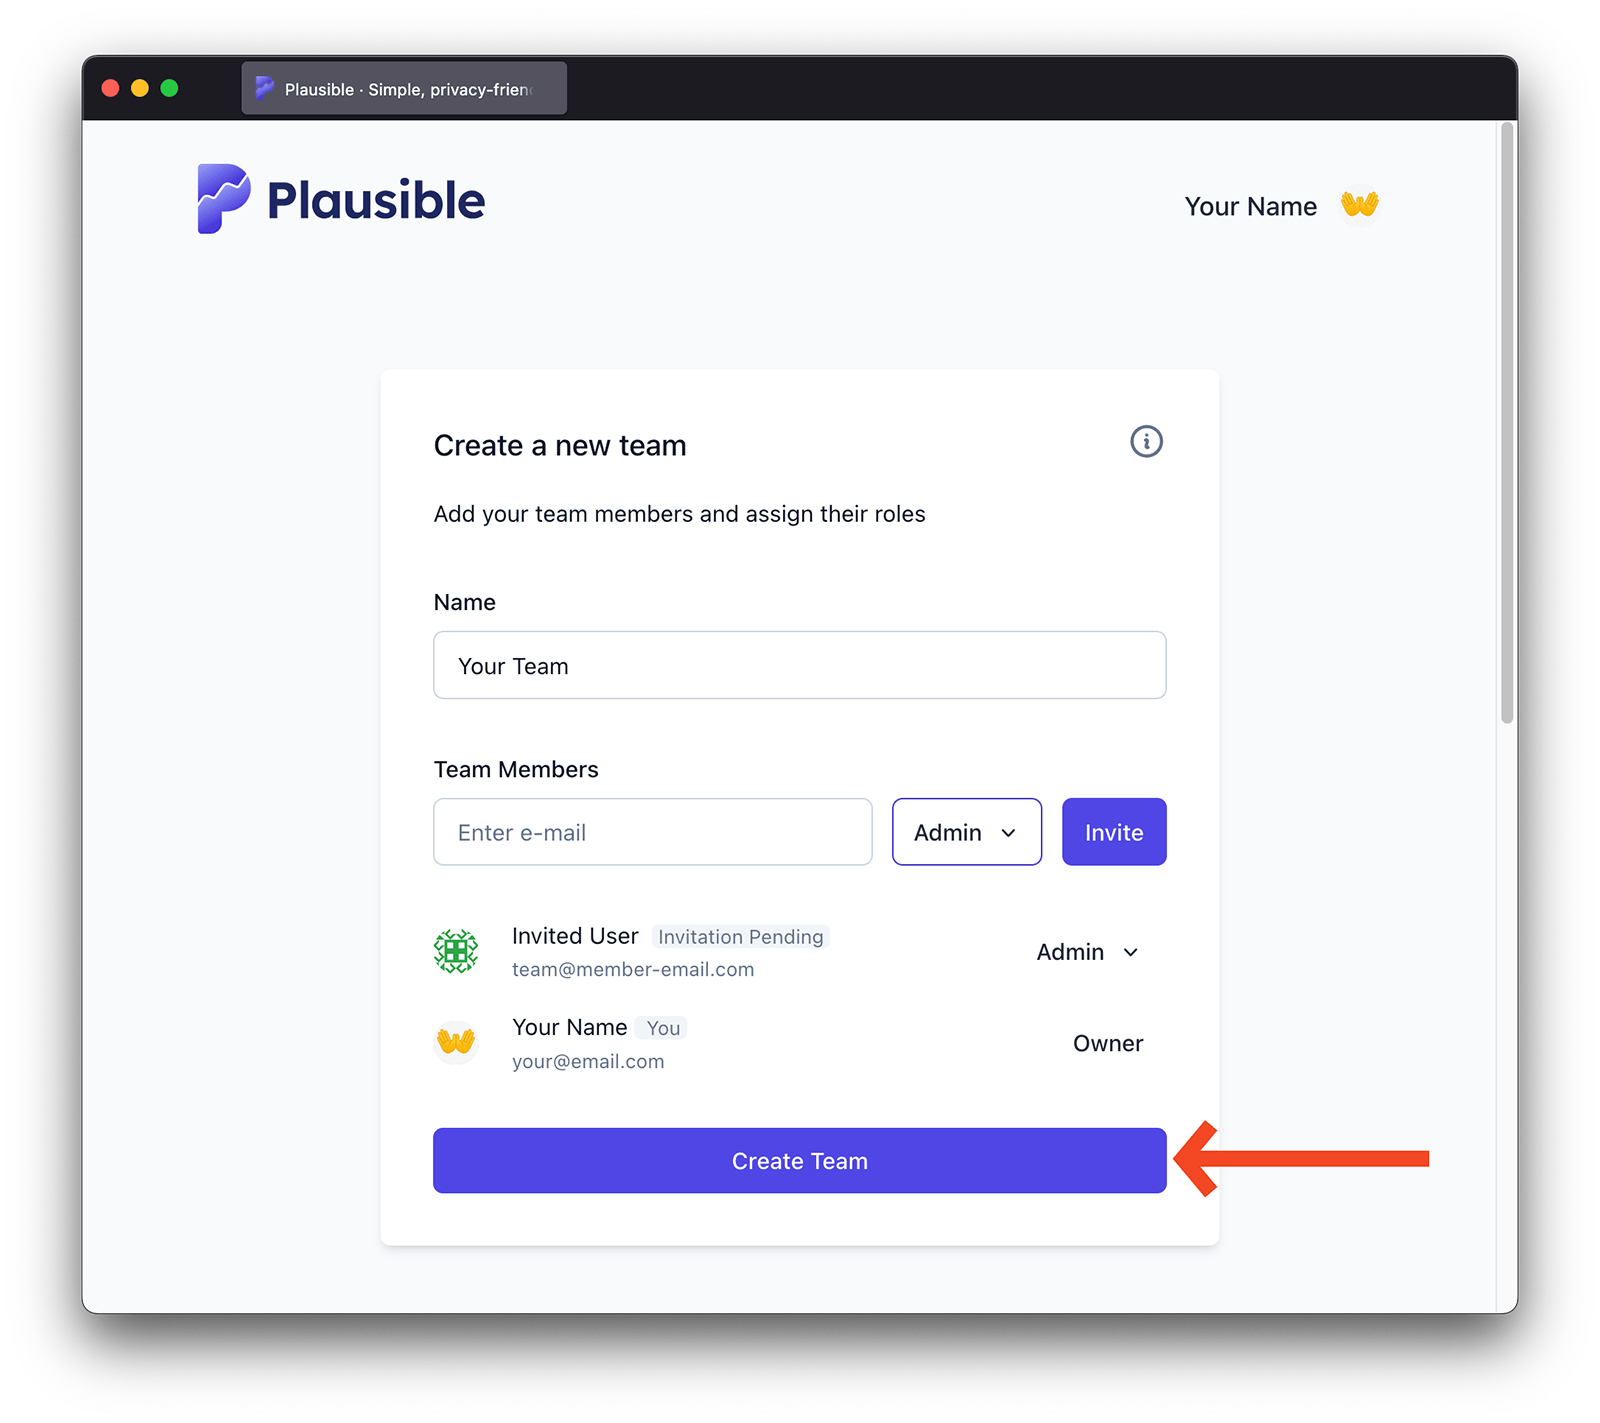 Plausible · Simple, privacy-frien
Plausible
Your Name
Create a new team
Add your team members and assign their roles
Name
Your Team
Team Members
Enter e-mail
Admin
Invite
Invited User Invitation Pending
team@member-email.com
Admin
Your Name You
your@email.com
Owner
Create Team